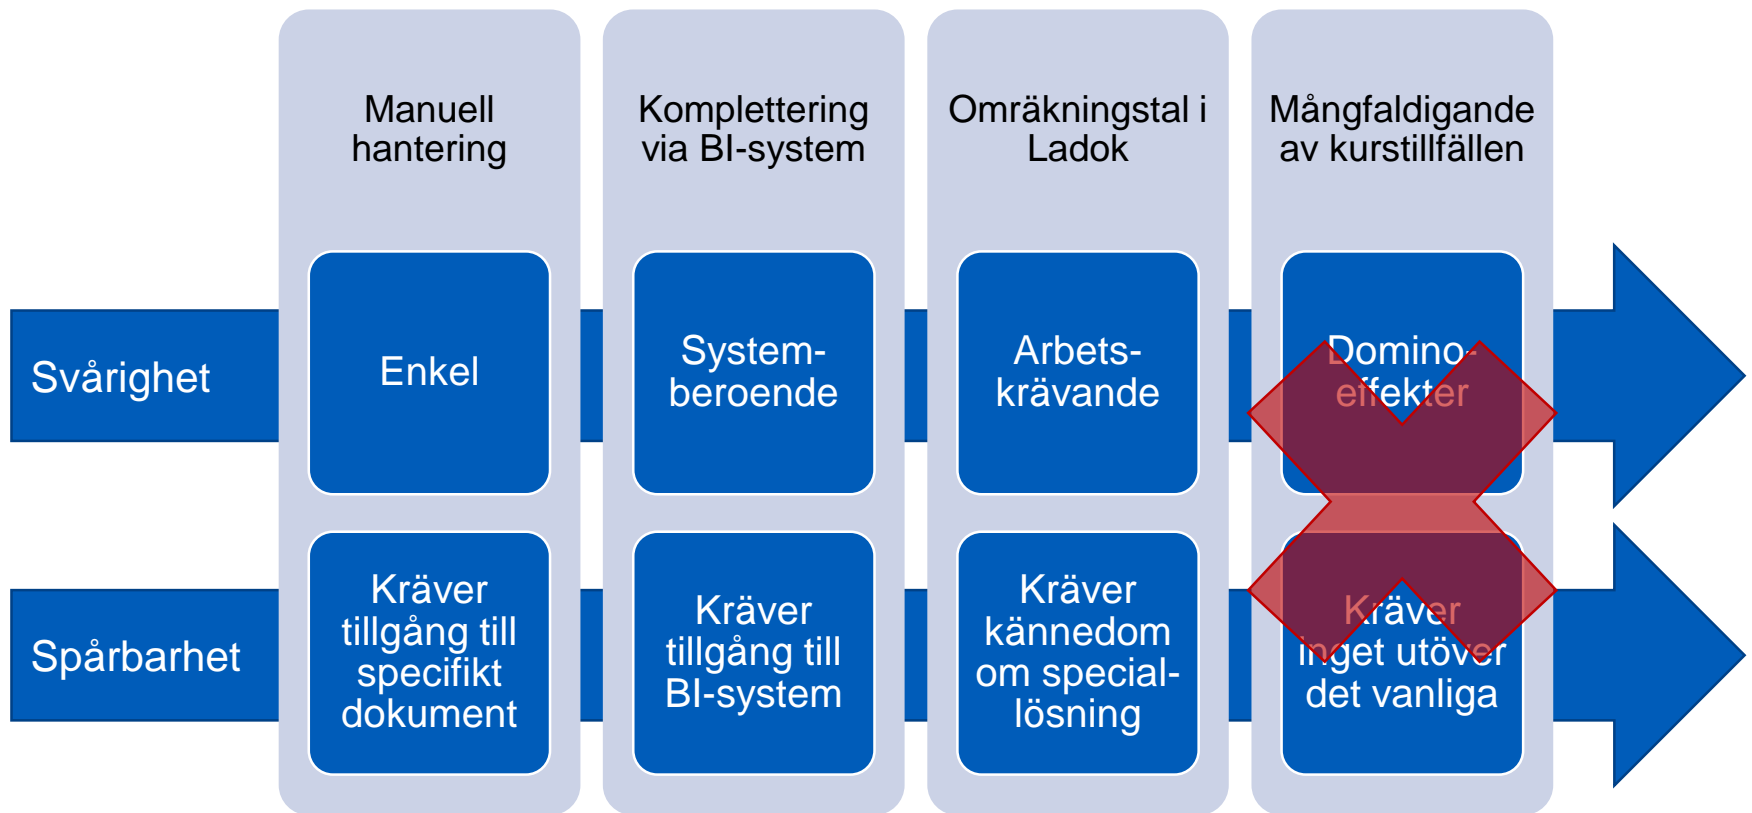 Manuell
hantering
Komplettering
via BI-system
Omräkningstal i
Ladok
Mångfaldigande
av kurstillfällen
Svårighet
Enkel
System-
beroende
Arbets-
krävande
Domino-
effekter
Spårbarhet
Kräver
tillgång till
specifikt
dokument
Kräver
tillgång till
BI-system
Kräver
kännedom
om special-
lösning
Kräver
inget utöver
det vanliga